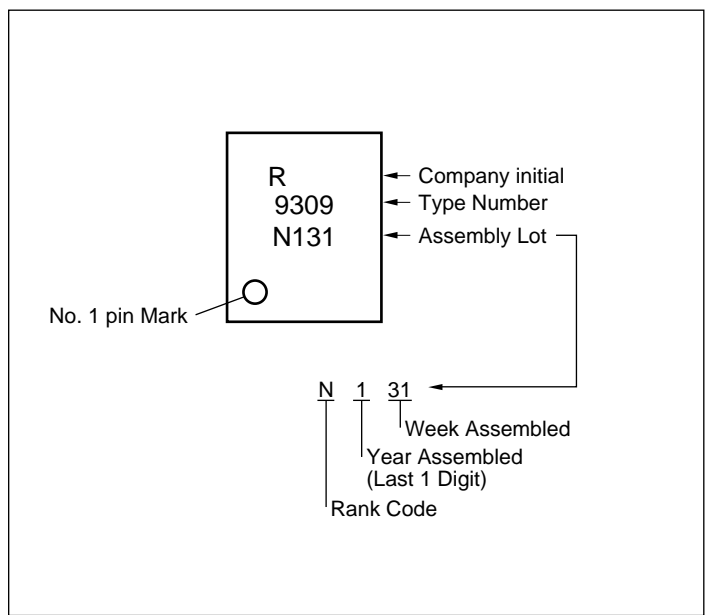 R
9309
N131
Company initial
Type Number
Assembly Lot
No. 1 pin Mark
N 1 31
Week Assembled
Year Assembled
(Last 1 Digit)
Rank Code